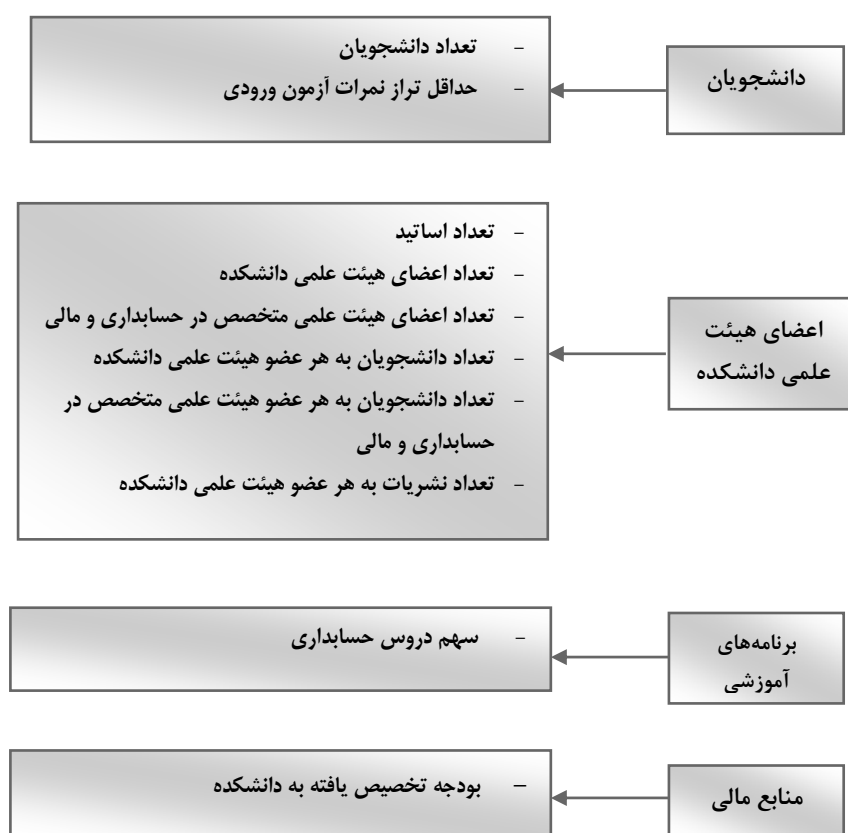 دانشجویان
- تعداد دانشجویان
- حداقل تراز نمرات آزمون ورودی
اعضای هیئت
علمی دانشکده
- تعداد اساتید
- تعداد اعضای هیئت علمی دانشکده
- تعداد اعضای هیئت علمی متخصص در حسابداری و مالی
- تعداد دانشجویان به هر عضو هیئت علمی دانشکده
- تعداد دانشجویان به هر عضو هیئت علمی متخصص در
حسابداری و مالی
- تعداد نشریات به هر عضو هیئت علمی دانشکده
برنامه‌های
آموزشی
- سهم دروس حسابداری
منابع مالی
- بودجه تخصیص یافته به دانشکده